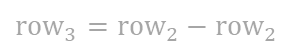 row₃ = row₂ − row₂